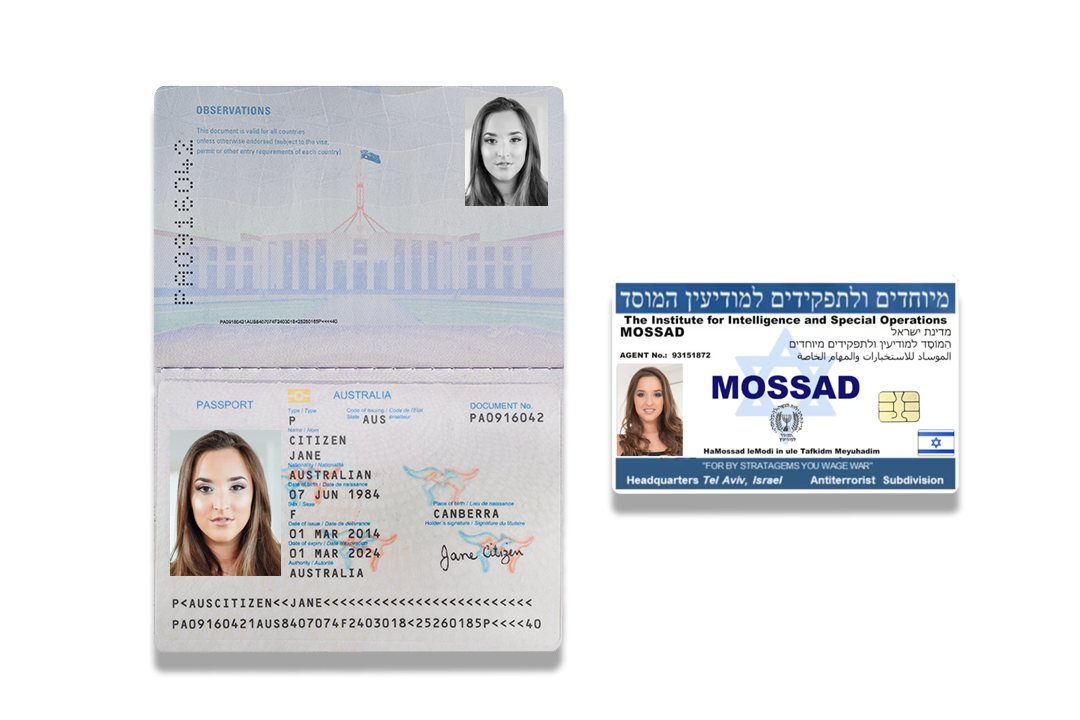 OBSERVATIONS
This document is valid for all countries
unless otherwise endorsed (subject to the visa,
permit or other entry requirements of each country)
PA0916042
PA09160421AUS8407074F2403018<25260185P<<<<40
PASSPORT
AUSTRALIA
Type / Type
P
Code of issuing / Code de l'État
State AUS émetteur
DOCUMENT No.
PA0916042
Name / Nom
CITIZEN
JANE
Nationality / Nationalité
AUSTRALIAN
Date of birth / Date de naissance
07 JUN 1984
Sex / Sexe
F
Place of birth / Lieu de naissance
CANBERRA
Date of issue / Date de délivrance
01 MAR 2014
Holder's signature / Signature du titulaire
Date of expiry / Date d'expiration
01 MAR 2024
Jane Citizen
Authority / Autorité
AUSTRALIA
P<AUSCITIZEN<<JANE<<<<<<<<<<<<<<<<<<<<<<<<<<
PA09160421AUS8407074F2403018<25260185P<<<<40
מיוחדים ולתפקידים למודיעין המוסד
The Institute for Intelligence and Special Operations
MOSSAD
מדינת ישראל
המוסד למודיעין ולתפקידים מיוחדים
الموساد للاستخبارات والمهام الخاصة
AGENT No.: 93151872
MOSSAD
HaMossad leModi in ule Tafkidm Meyuhadim
"FOR BY STRATAGEMS YOU WAGE WAR"
Headquarters Tel Aviv, Israel
Antiterrorist Subdivision